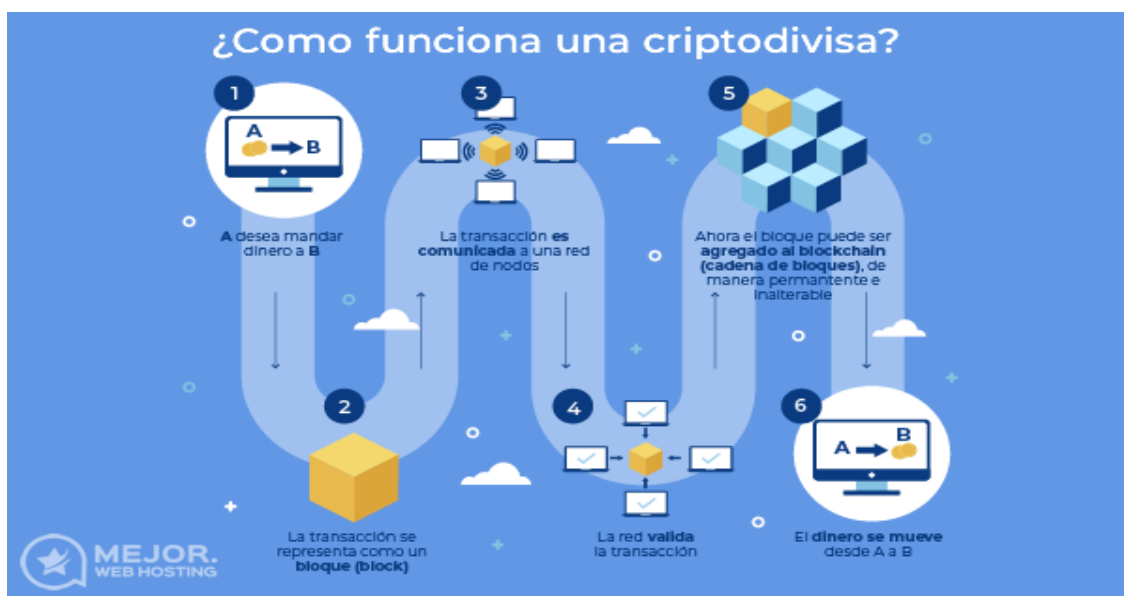 ¿Como funciona una criptodivisa?
1
A
B
A desea mandar
dinero a B
2
La transacción se
representa como un
bloque (block)
3
La transacción es
comunicada a una red
de nodos
4
La red valida
la transacción
5
Ahora el bloque puede ser
agregado al blockchain
(cadena de bloques), de
manera permantente e
inalterable
6
A
B
El dinero se mueve
desde A a B
MEJOR.
WEB HOSTING